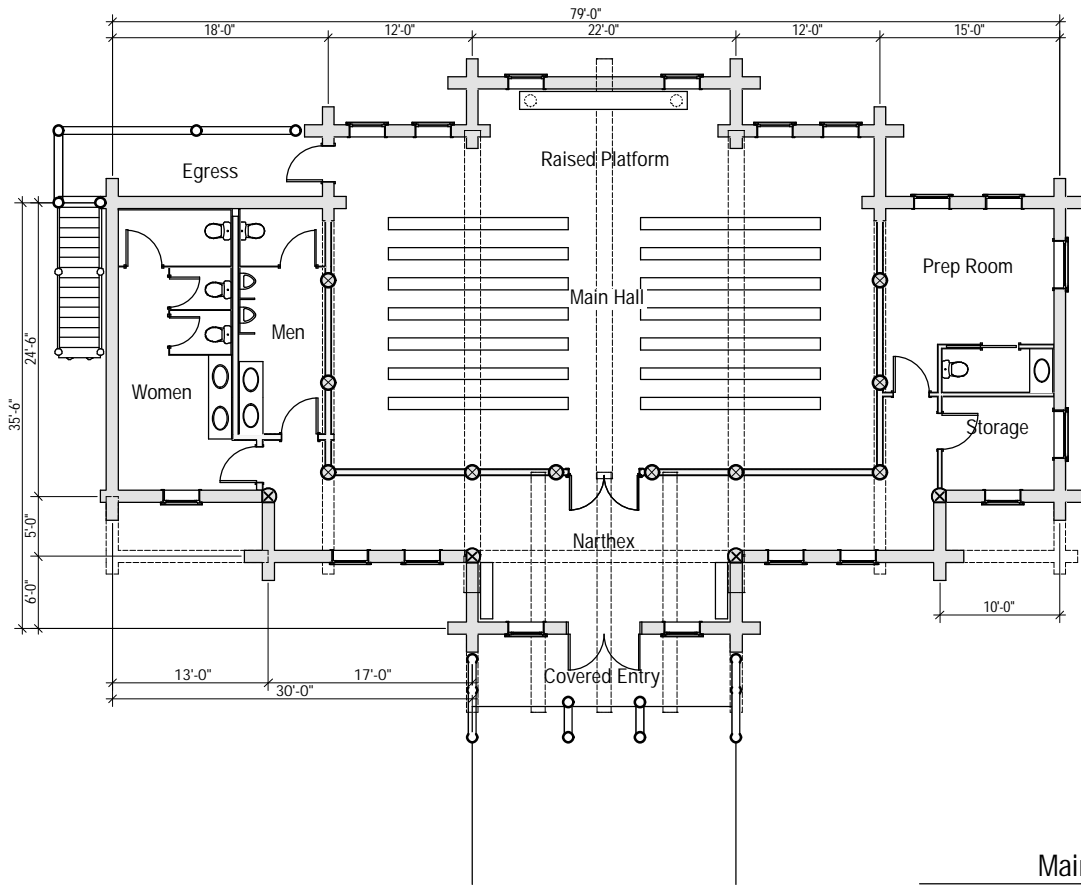 79'-0"
18'-0"
12'-0"
22'-0"
12'-0"
15'-0"
Raised Platform
Egress
Main Hall
Prep Room
Men
Women
Storage
24'-6"
35'-6"
5'-0"
6'-0"
Narthex
10'-0"
13'-0"
17'-0"
30'-0"
Covered Entry
Main